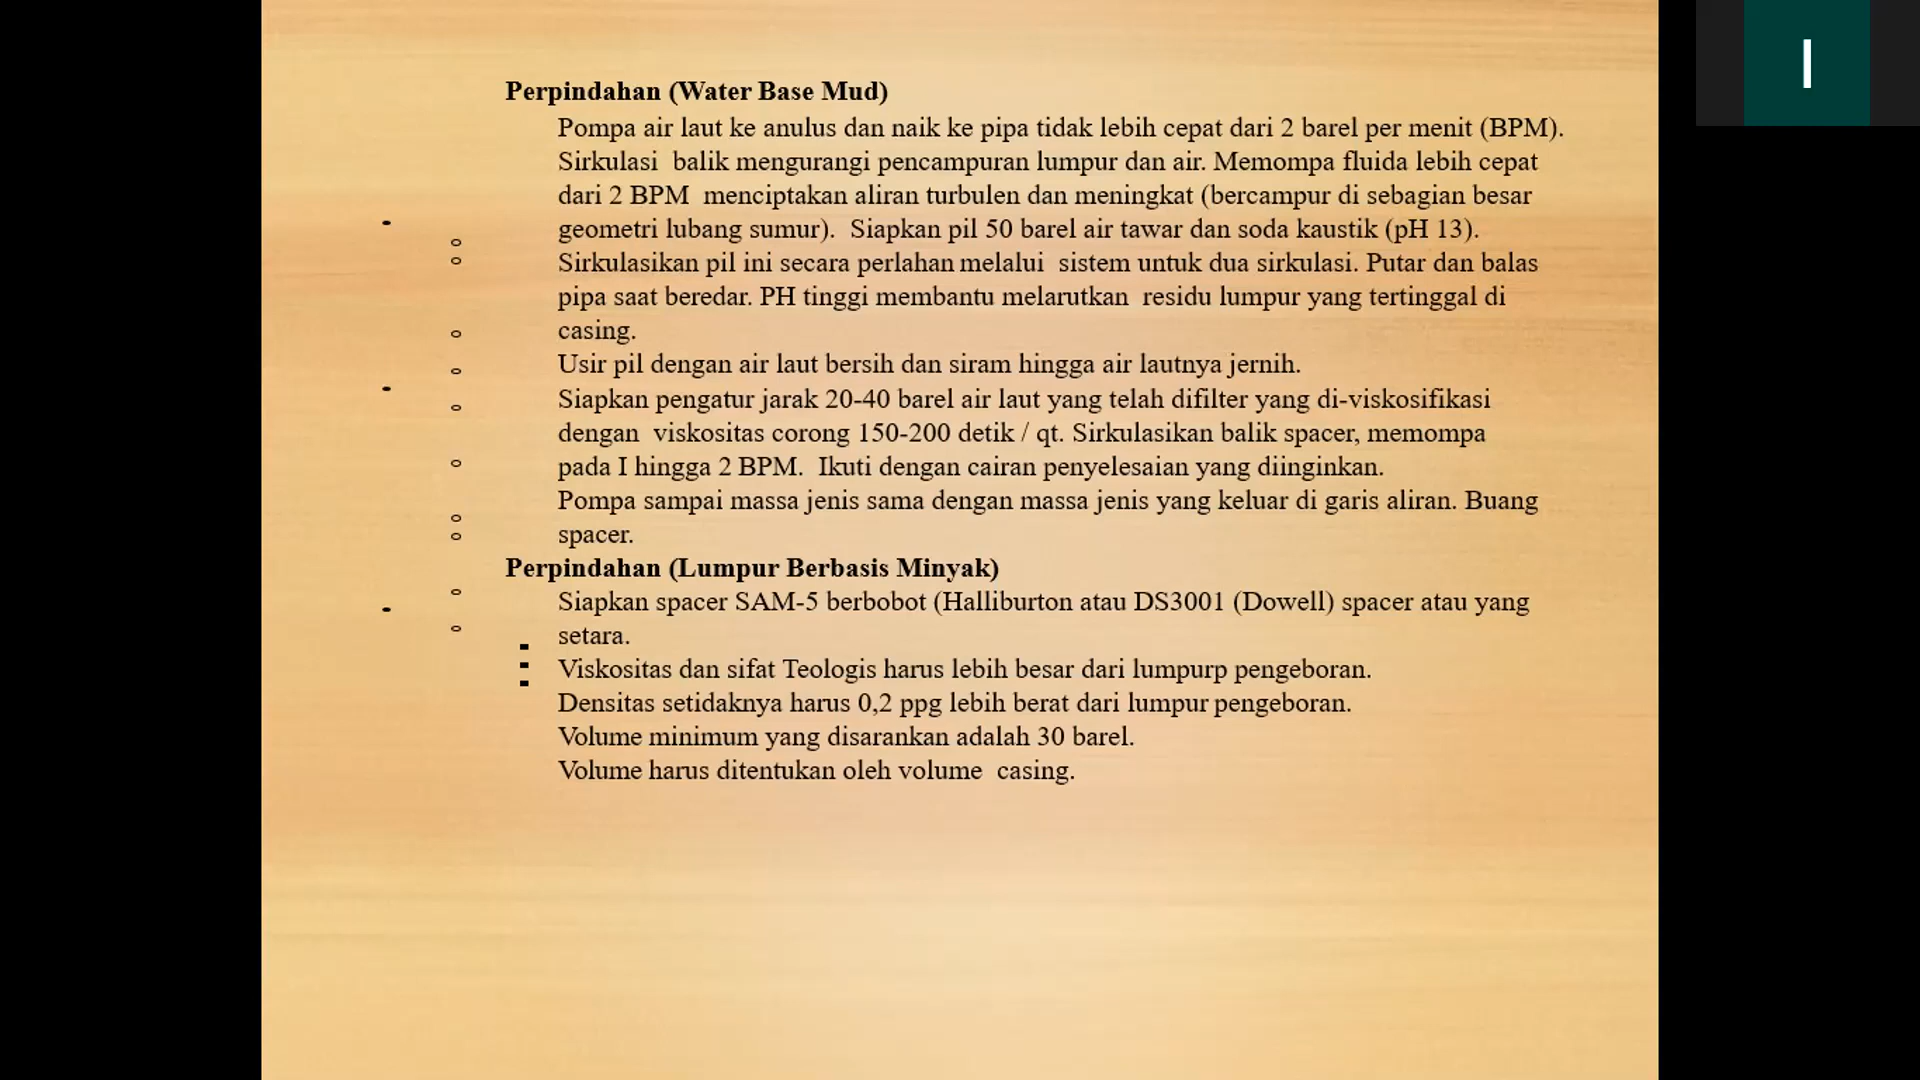 Perpindahan (Water Base Mud)
Pompa air laut ke anulus dan naik ke pipa tidak lebih cepat dari 2 barel per menit (BPM).
Sirkulasi balik mengurangi pencampuran lumpur dan air. Memompa fluida lebih cepat
dari 2 BPM menciptakan aliran turbulen dan meningkat (bercampur di sebagian besar
geometri lubang sumur). Siapkan pil 50 barel air tawar dan soda kaustik (pH 13).
Sirkulasikan pil ini secara perlahan melalui sistem untuk dua sirkulasi. Putar dan balas
pipa saat beredar. PH tinggi membantu melarutkan residu lumpur yang tertinggal di
casing.
Usir pil dengan air laut bersih dan siram hingga air lautnya jernih.
Siapkan pengatur jarak 20-40 barel air laut yang telah difilter yang di-viskosifikasi
dengan viskositas corong 150-200 detik / qt. Sirkulasikan balik spacer, memompa
pada I hingga 2 BPM. Ikuti dengan cairan penyelesaian yang diinginkan.
Pompa sampai massa jenis sama dengan massa jenis yang keluar di garis aliran. Buang
spacer.
Perpindahan (Lumpur Berbasis Minyak)
Siapkan spacer SAM-5 berbobot (Halliburton atau DS3001 (Dowell) spacer atau yang
setara.
Viskositas dan sifat Teologis harus lebih besar dari lumpurp pengeboran.
Densitas setidaknya harus 0,2 ppg lebih berat dari lumpur pengeboran.
Volume minimum yang disarankan adalah 30 barel.
Volume harus ditentukan oleh volume casing.
I